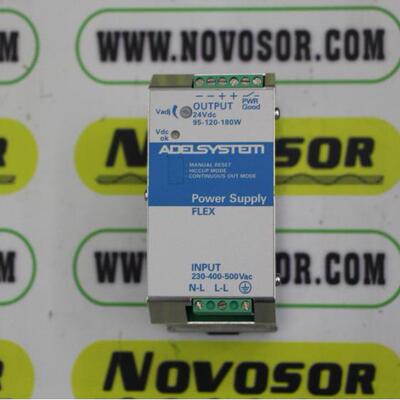 WWW.NOVOSOR.COM
− − + +
OUTPUT
PWR
Good
Vadj
24Vdc
95-120-180W
Vdc
ok
ADELSYSTEM
MANUAL RESET
HICCUP MODE
CONTINUOUS OUT MODE
.NOVOSOR.COM
Power Supply
FLEX
INPUT
230-400-500Vac
N-L L-L
NOVOSOR